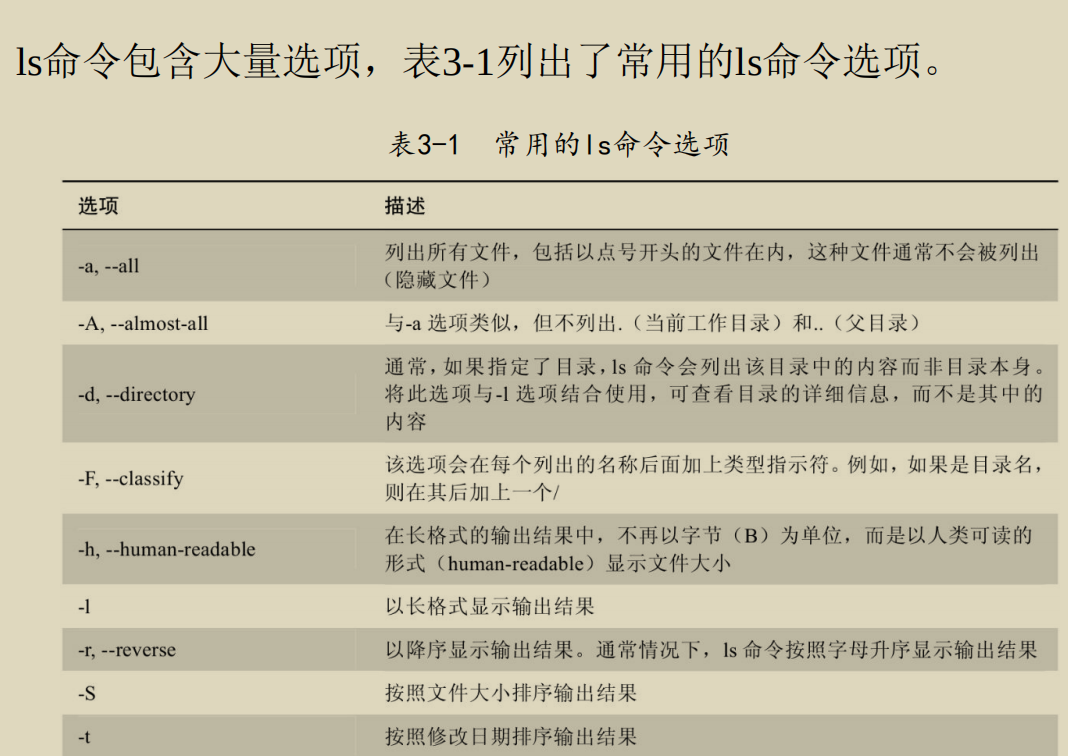 ls命令包含大量选项，表3-1列出了常用的ls命令选项。
表3-1 常用的ls命令选项
选项 描述
-a, --all 列出所有文件，包括以点号开头的文件在内，这种文件通常不会被列出
（隐藏文件）
-A, --almost-all 与-a 选项类似，但不列出.（当前工作目录）和..（父目录）
-d, --directory 通常，如果指定了目录，ls 命令会列出该目录中的内容而非目录本身。
将此选项与-l 选项结合使用，可查看目录的详细信息，而不是其中的
内容
-F, --classify 该选项会在每个列出的名称后面加上类型指示符。例如，如果是目录名，
则在其后加上一个/
-h, --human-readable 在长格式的输出结果中，不再以字节（B）为单位，而是以人类可读的
形式（human-readable）显示文件大小
-l 以长格式显示输出结果
-r, --reverse 以降序显示输出结果。通常情况下，ls 命令按照字母升序显示输出结果
-S 按照文件大小排序输出结果
-t 按照修改日期排序输出结果